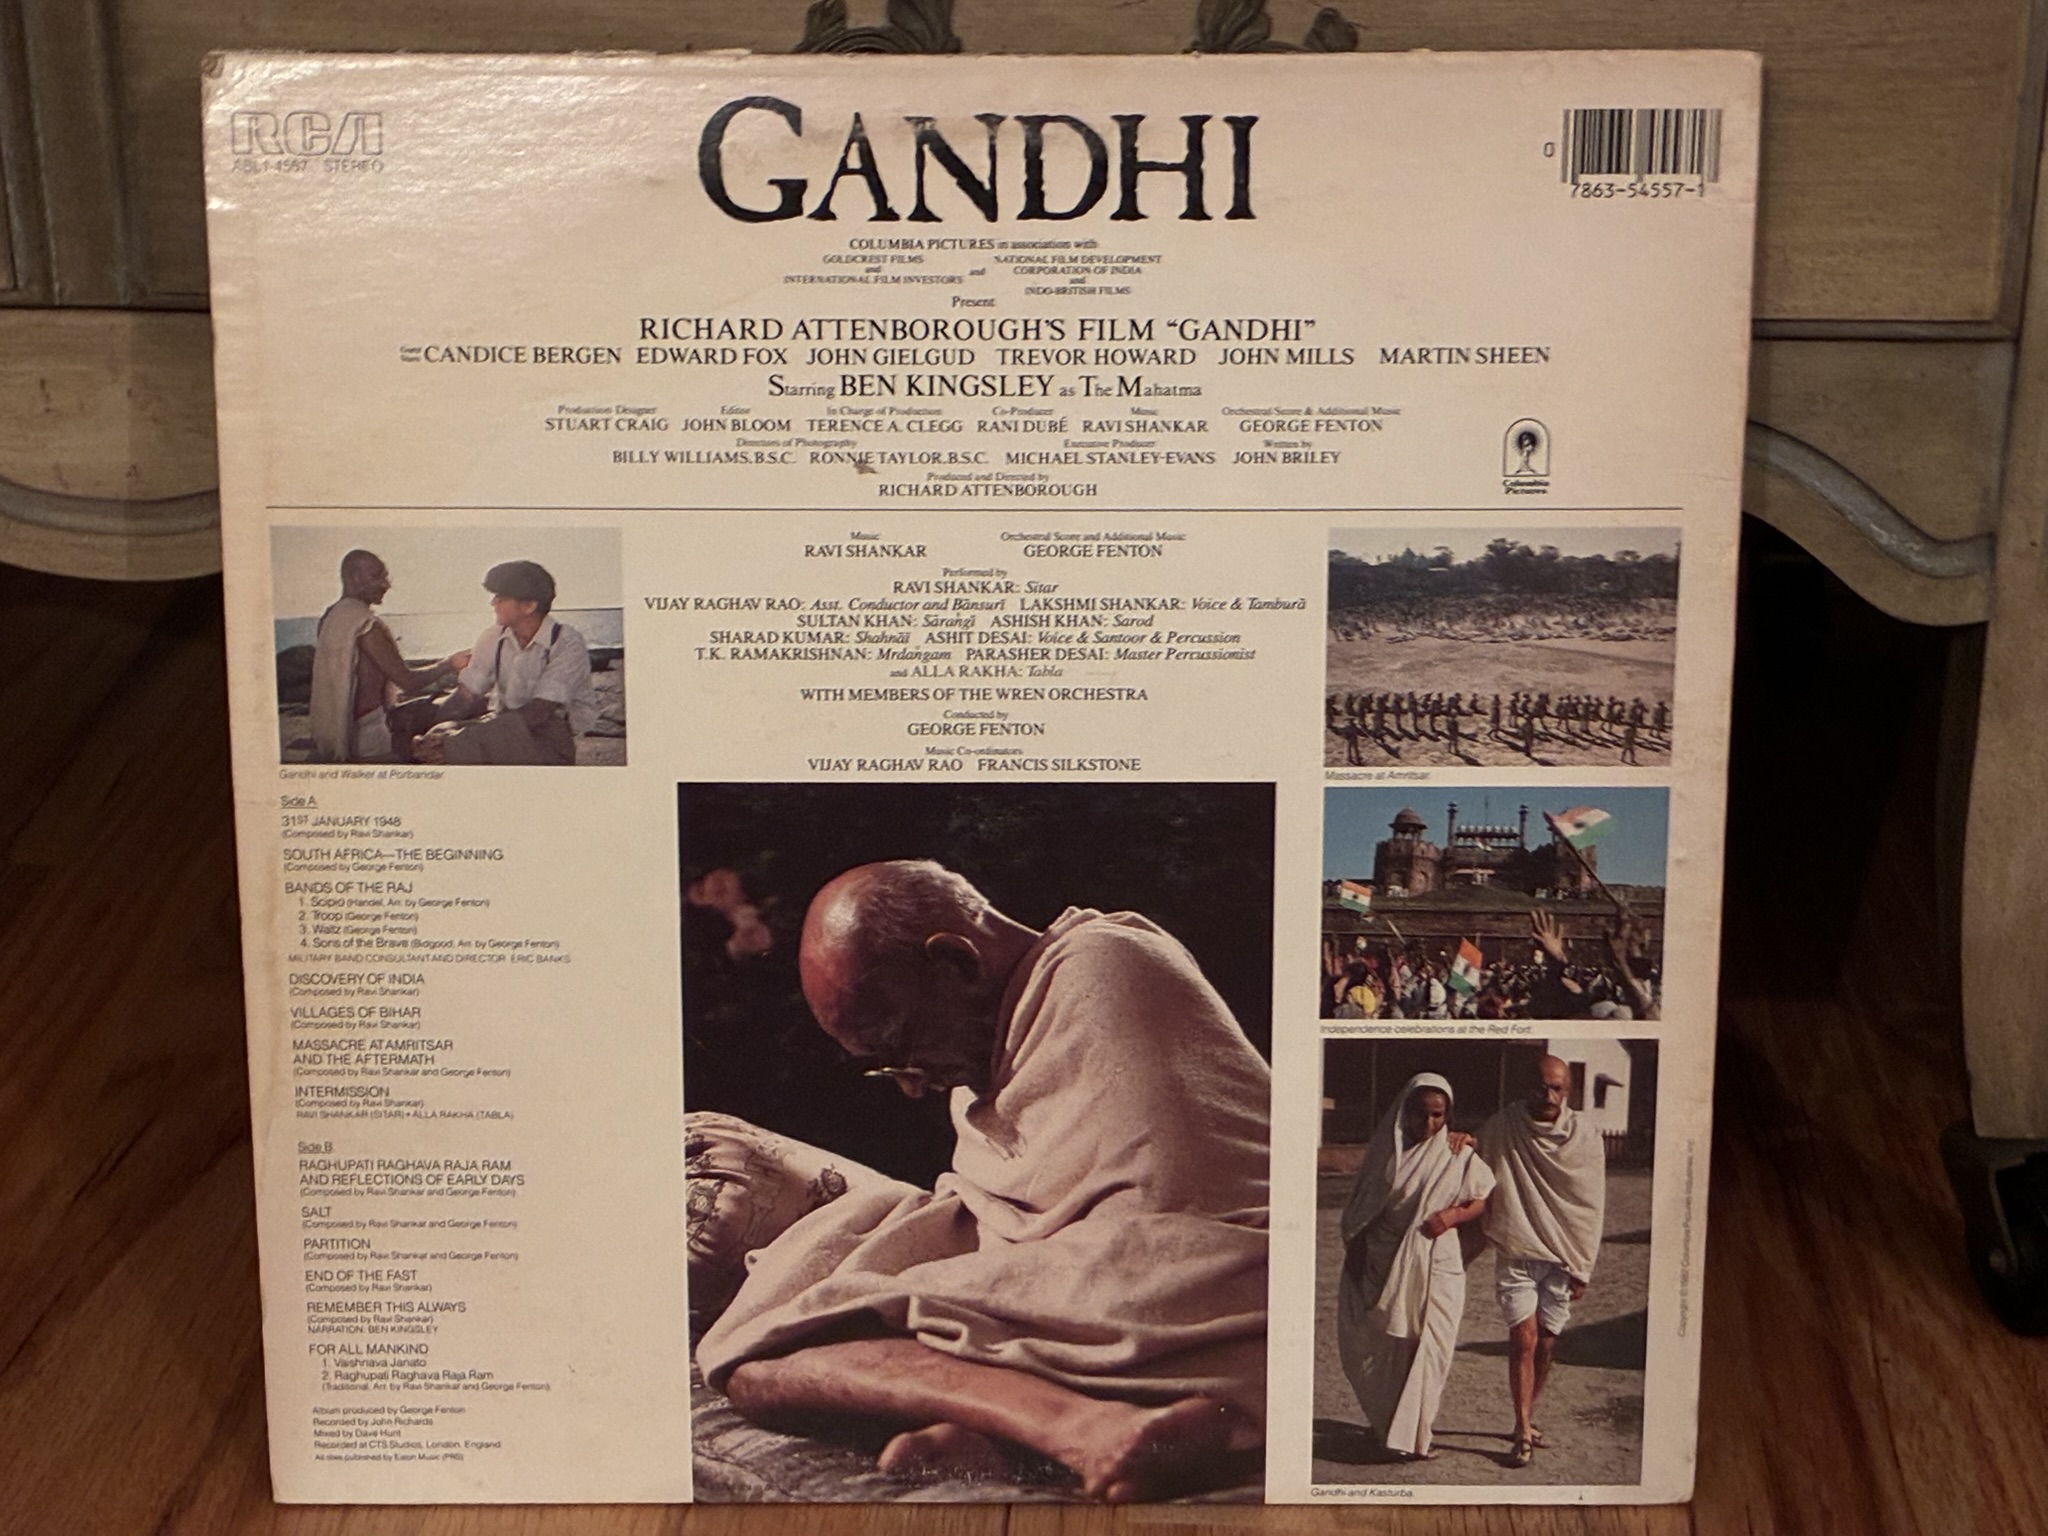 RCA
ABL1-4557 STEREO
GANDHI
0
7863-54557-1
COLUMBIA PICTURES in association with
GOLDCREST FILMS
and
INTERNATIONAL FILM INVESTORS
and
NATIONAL FILM DEVELOPMENT
CORPORATION OF INDIA
and
INDO-BRITISH FILMS
Present
RICHARD ATTENBOROUGH'S FILM “GANDHI”
Guest
Stars
CANDICE BERGEN EDWARD FOX JOHN GIELGUD TREVOR HOWARD JOHN MILLS MARTIN SHEEN
Starring BEN KINGSLEY as The Mahatma
Production Designer Editor In Charge of Production Co-Producer Music Orchestral Score & Additional Music
STUART CRAIG JOHN BLOOM TERENCE A. CLEGG RANI DUBÉ RAVI SHANKAR GEORGE FENTON
Directors of Photography Executive Producer Written by
BILLY WILLIAMS, B.S.C. RONNIE TAYLOR, B.S.C. MICHAEL STANLEY-EVANS JOHN BRILEY
Produced and Directed by
RICHARD ATTENBOROUGH
Columbia
Pictures
Music Orchestral Score and Additional Music
RAVI SHANKAR GEORGE FENTON
Performed by
RAVI SHANKAR: Sitar
VIJAY RAGHAV RAO: Asst. Conductor and Bānsurī LAKSHMI SHANKAR: Voice & Tamburā
SULTAN KHAN: Sārangī ASHISH KHAN: Sarod
SHARAD KUMAR: Shahnāī ASHIT DESAI: Voice & Santoor & Percussion
T.K. RAMAKRISHNAN: Mrdangam PARASHER DESAI: Master Percussionist
and ALLA RAKHA: Tabla
WITH MEMBERS OF THE WREN ORCHESTRA
Conducted by
GEORGE FENTON
Music Co-ordinators
VIJAY RAGHAV RAO FRANCIS SILKSTONE
Gandhi and Walker at Porbandar.
Side A
31ST JANUARY 1948
(Composed by Ravi Shankar)
SOUTH AFRICA—THE BEGINNING
(Composed by George Fenton)
BANDS OF THE RAJ
1. Scipio (Handel, Arr. by George Fenton)
2. Troop (George Fenton)
3. Waltz (George Fenton)
4. Sons of the Brave (Bidgood, Arr. by George Fenton)
MILITARY BAND CONSULTANT AND DIRECTOR: ERIC BANKS
DISCOVERY OF INDIA
(Composed by Ravi Shankar)
VILLAGES OF BIHAR
(Composed by Ravi Shankar)
MASSACRE AT AMRITSAR
AND THE AFTERMATH
(Composed by Ravi Shankar and George Fenton)
INTERMISSION
(Composed by Ravi Shankar)
RAVI SHANKAR (SITAR) + ALLA RAKHA (TABLA)
Side B
RAGHUPATI RAGHAVA RAJA RAM
AND REFLECTIONS OF EARLY DAYS
(Composed by Ravi Shankar and George Fenton)
SALT
(Composed by Ravi Shankar and George Fenton)
PARTITION
(Composed by Ravi Shankar and George Fenton)
END OF THE FAST
(Composed by Ravi Shankar)
REMEMBER THIS ALWAYS
(Composed by Ravi Shankar)
NARRATION: BEN KINGSLEY
FOR ALL MANKIND
1. Vaishnava Janato
2. Raghupati Raghava Raja Ram
(Traditional, Arr. by Ravi Shankar and George Fenton)
Album produced by George Fenton
Recorded by John Richards
Mixed by Dave Hunt
Recorded at CTS Studios, London, England
All titles published by Eaton Music (PRS)
Massacre at Amritsar.
Independence celebrations at the Red Fort.
Gandhi and Kasturba.
Copyright © 1982 Columbia Pictures Industries, Inc.